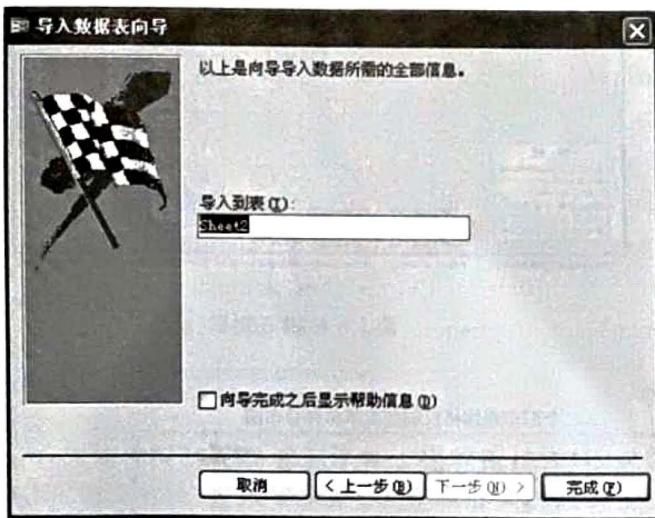 导入数据表向导
以上是向导导入数据所需的全部信息。
导入到表(I):
Sheet2
向导完成之后显示帮助信息(D)
取消
< 上一步(B)
下一步(N) >
完成(F)